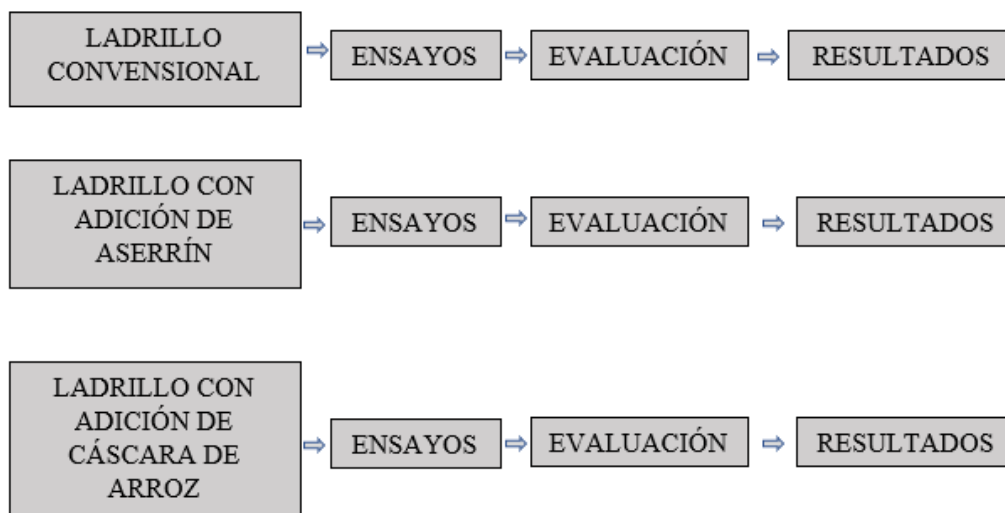 LADRILLO
CONVENSIONAL
ENSAYOS
EVALUACIÓN
RESULTADOS
LADRILLO CON
ADICIÓN DE
ASERRÍN
ENSAYOS
EVALUACIÓN
RESULTADOS
LADRILLO CON
ADICIÓN DE
CÁSCARA DE
ARROZ
ENSAYOS
EVALUACIÓN
RESULTADOS